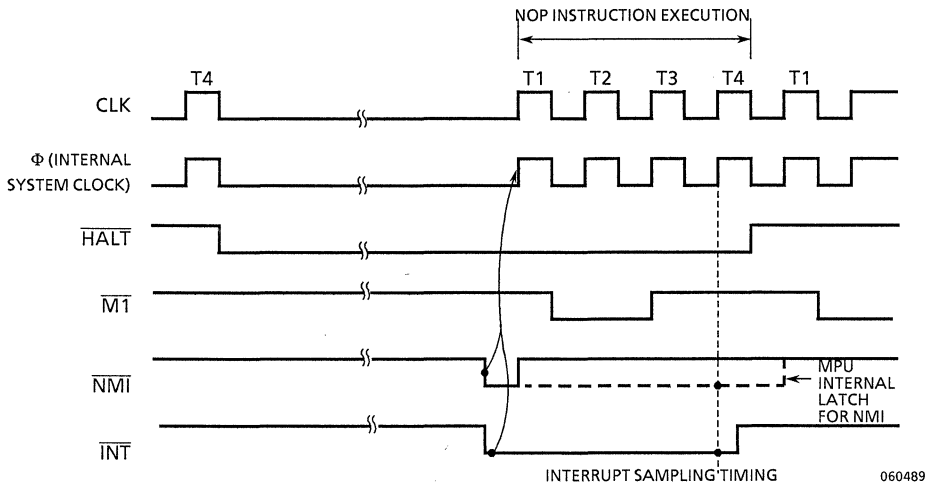 NOP INSTRUCTION EXECUTION
T4 T1 T2 T3 T4 T1
CLK
Φ (INTERNAL
SYSTEM CLOCK)
HALT
M1
NMI
MPU
INTERNAL
LATCH
FOR NMI
INT
INTERRUPT SAMPLING TIMING
060489